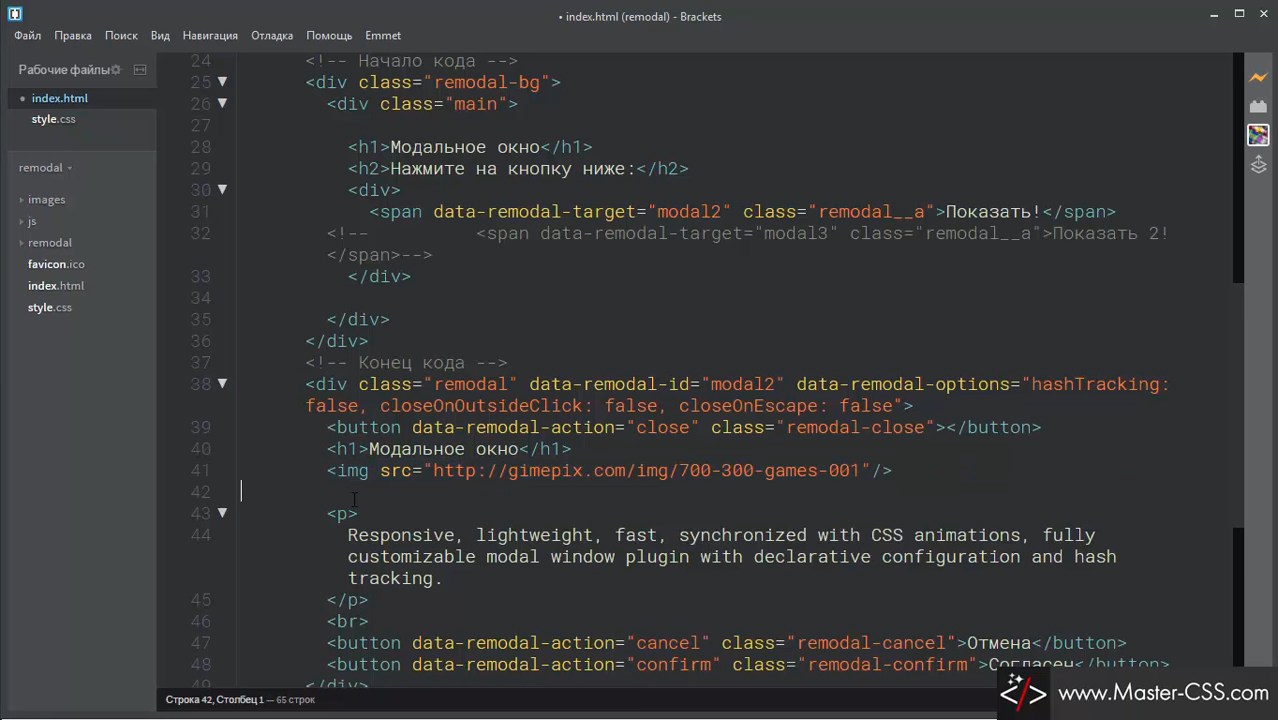 • index.html (remodal) - Brackets
Файл Правка Поиск Вид Навигация Отладка Помощь Emmet
Рабочие файлы
• index.html
style.css
remodal
images
js
remodal
favicon.ico
index.html
style.css
24 <!-- Начало кода -->
25 <div class="remodal-bg">
26 <div class="main">
27
28 <h1>Модальное окно</h1>
29 <h2>Нажмите на кнопку ниже:</h2>
30 <div>
31 <span data-remodal-target="modal2" class="remodal__a">Показать!</span>
32 <!-- <span data-remodal-target="modal3" class="remodal__a">Показать 2!
</span>-->
33 </div>
34
35 </div>
36 </div>
37 <!-- Конец кода -->
38 <div class="remodal" data-remodal-id="modal2" data-remodal-options="hashTracking:
false, closeOnOutsideClick: false, closeOnEscape: false">
39 <button data-remodal-action="close" class="remodal-close"></button>
40 <h1>Модальное окно</h1>
41 <img src="http://gimepix.com/img/700-300-games-001"/>
42
43 <p>
44 Responsive, lightweight, fast, synchronized with CSS animations, fully
customizable modal window plugin with declarative configuration and hash
tracking.
45 </p>
46 <br>
47 <button data-remodal-action="cancel" class="remodal-cancel">Отмена</button>
48 <button data-remodal-action="confirm" class="remodal-confirm">Согласен</button>
49 </div>
Строка 42, Столбец 1 — 65 строк
</> www.Master-CSS.com